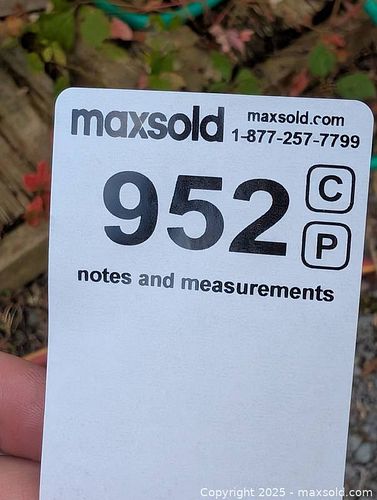 maxsold maxsold.com
1-877-257-7799
952 C
P
notes and measurements
Copyright 2025 - maxsold.com